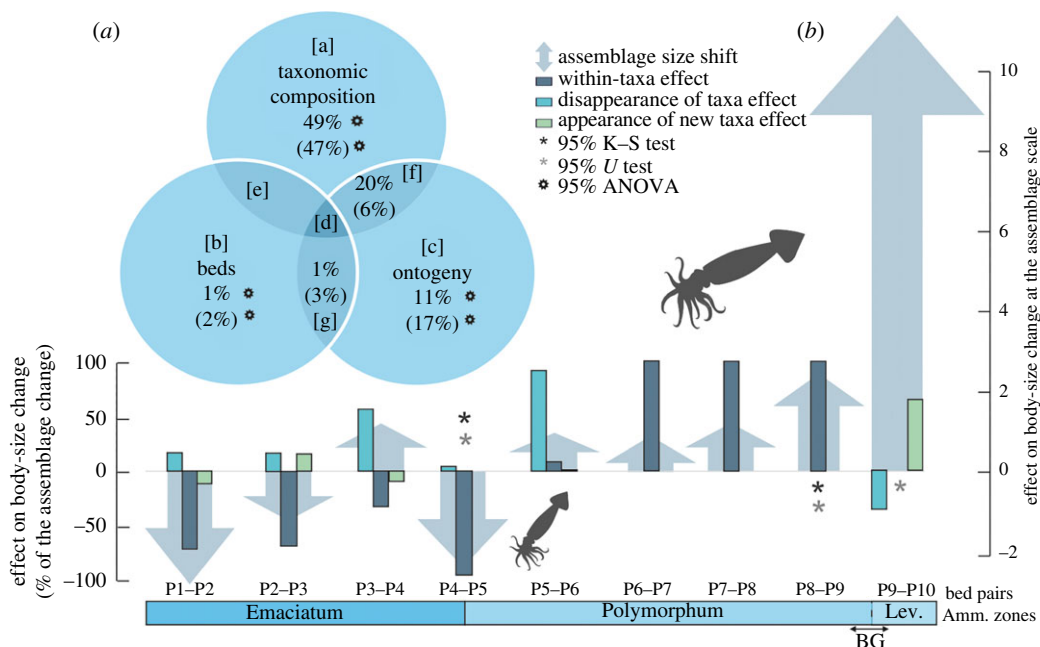 (a)
[a]
taxonomic
composition
49%
(47%)
[e]
20%
[f]
(6%)
[d]
[b]
beds
1%
(2%)
1%
(3%)
[g]
[c]
ontogeny
11%
(17%)
assemblage size shift
within-taxa effect
disappearance of taxa effect
appearance of new taxa effect
* 95% K–S test
* 95% U test
95% ANOVA
(b)
effect on body-size change
(% of the assemblage change)
100
50
0
–50
–100
* *
* *
*
10
8
6
4
2
0
–2
effect on body-size change at the assemblage scale
P1–P2 P2–P3 P3–P4 P4–P5 P5–P6 P6–P7 P7–P8 P8–P9 P9–P10 bed pairs
Emaciatum Polymorphum Lev. Amm. zones
BG